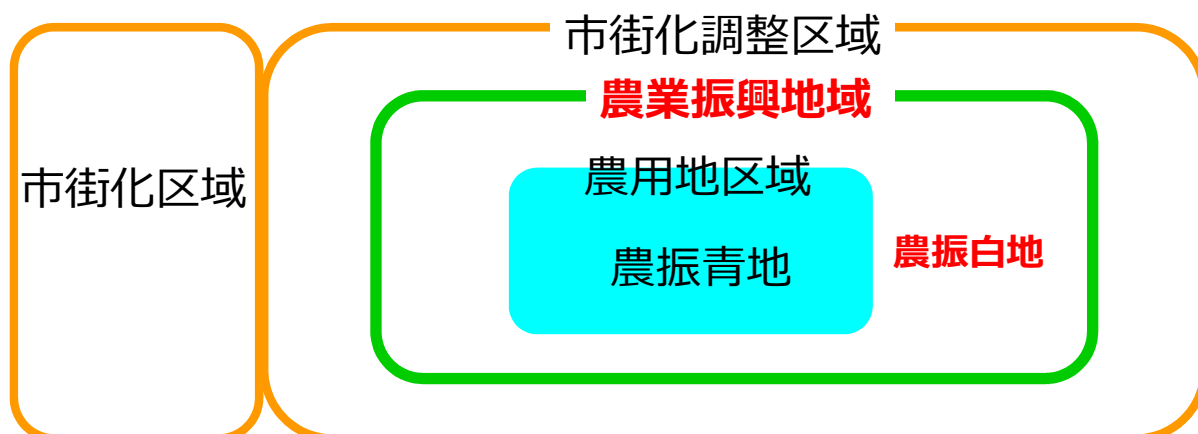 市街化調整区域
農業振興地域
市街化区域
農用地区域
農振青地
農振白地